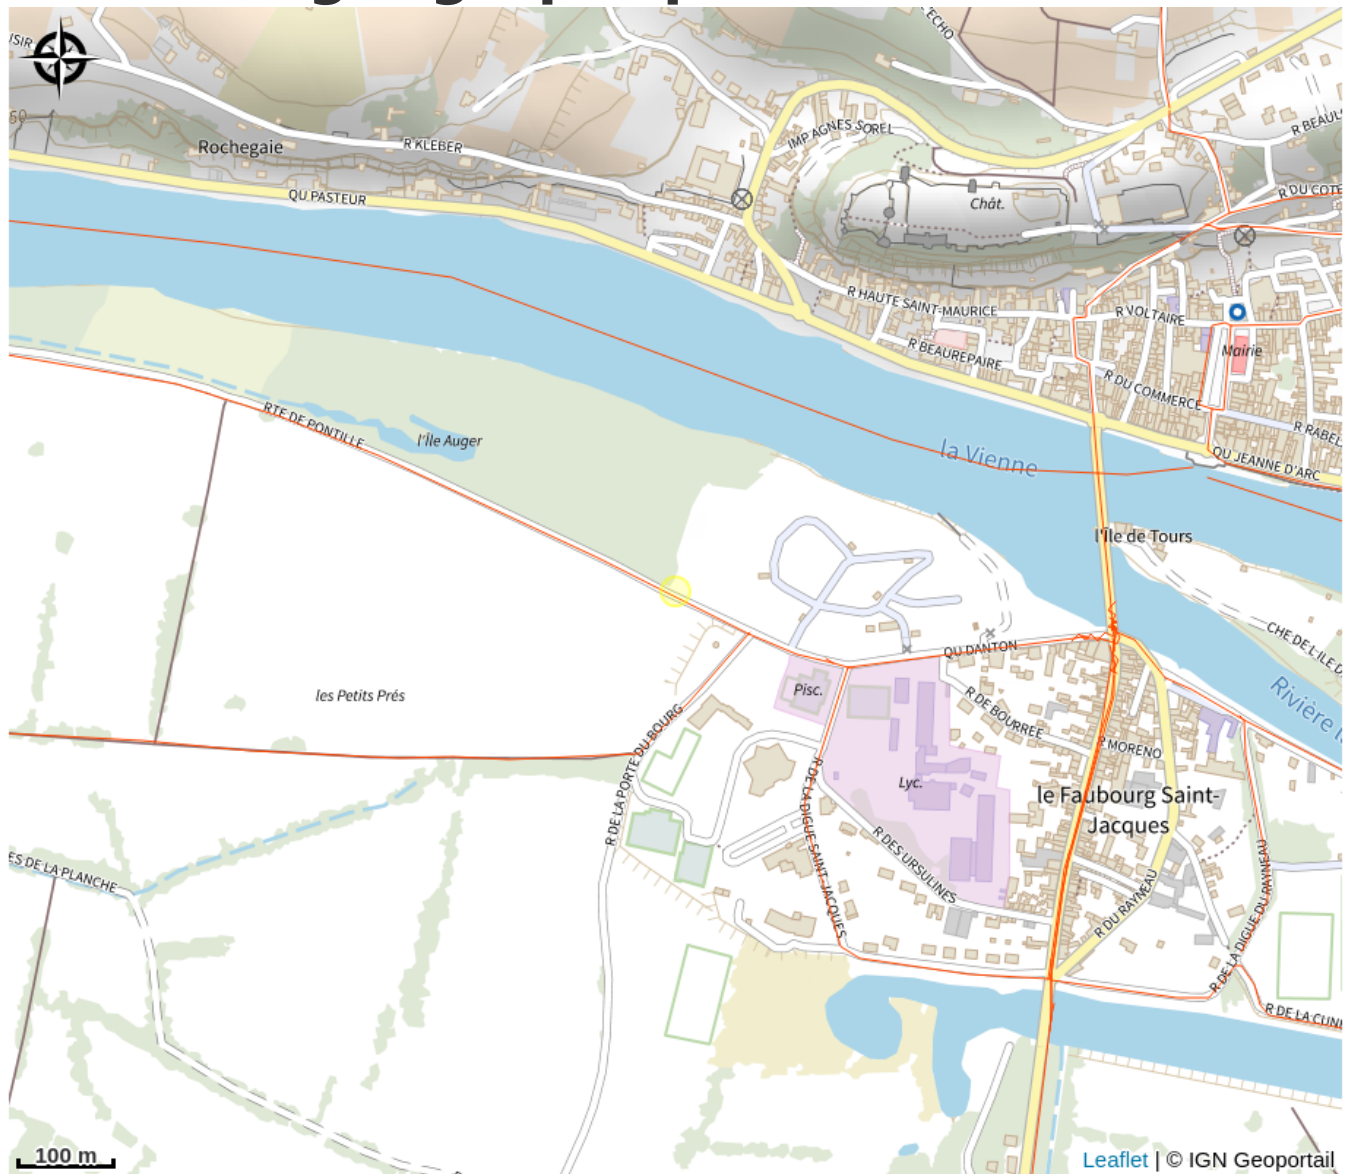 L'ECHO
ISIR
50
Rochegaie
R KLEBER
IMP AGNES SOREL
R BEAUL
QU PASTEUR
Chât.
R DU COTE
R HAUTE SAINT-MAURICE
R VOLTAIRE
R BEAUREPAIRE
Mairie
R DU COMMERCE
RTE DE PONTILLE
l'Île Auger
la Vienne
R RABEL
QU JEANNE D'ARC
l'Île de Tours
CHE DE L'ILE D
QU DANTON
les Petits Prés
Pisc.
R DE BOURREE
Rivière l
R DE LA PORTE DU BOURG
R MORENO
Lyc.
le Faubourg Saint-
Jacques
R DE LA DIGUE SAINT-JACQUES
R DES URSULINES
ES DE LA PLANCHE
R DU RAYNEAU
R DE LA DIGUE DU RAYNEAU
R DE LA CUN
100 m
Leaflet | © IGN Geoportail